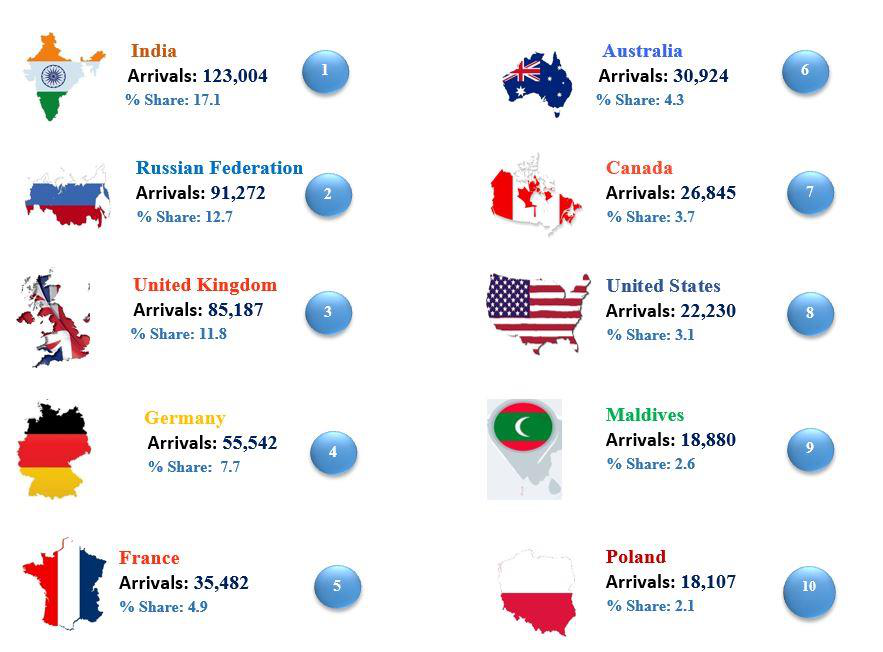 India
Arrivals: 123,004
% Share: 17.1
1
Russian Federation
Arrivals: 91,272
% Share: 12.7
2
United Kingdom
Arrivals: 85,187
% Share: 11.8
3
Germany
Arrivals: 55,542
% Share: 7.7
4
France
Arrivals: 35,482
% Share: 4.9
5
Australia
Arrivals: 30,924
% Share: 4.3
6
Canada
Arrivals: 26,845
% Share: 3.7
7
United States
Arrivals: 22,230
% Share: 3.1
8
Maldives
Arrivals: 18,880
% Share: 2.6
9
Poland
Arrivals: 18,107
% Share: 2.1
10